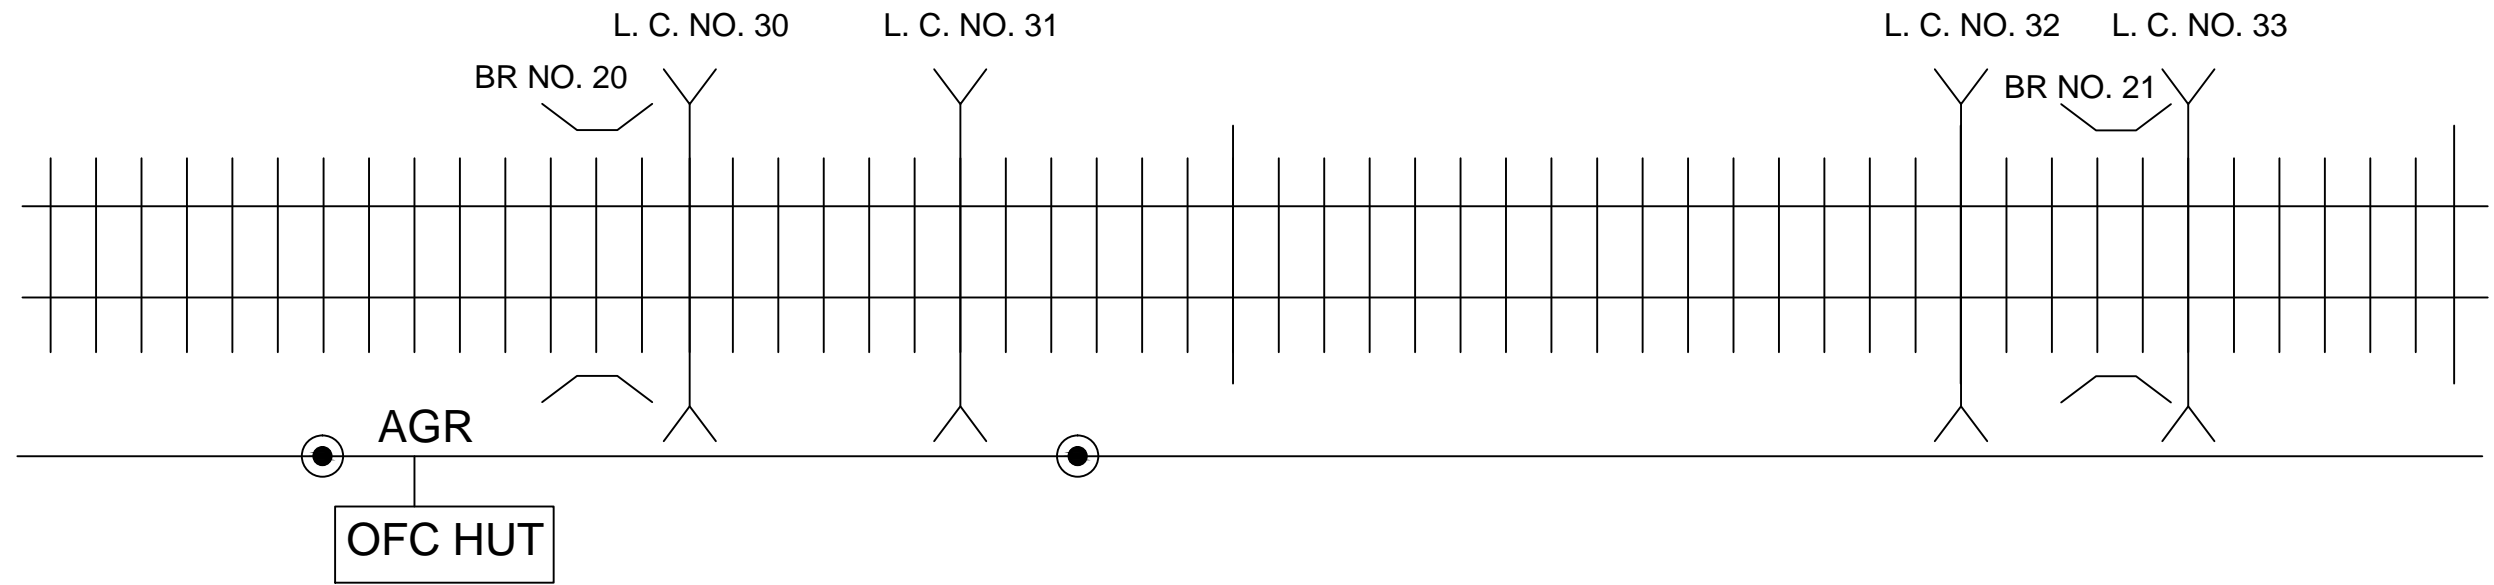 L. C. NO. 30
L. C. NO. 31
L. C. NO. 32
L. C. NO. 33
BR NO. 20
BR NO. 21
AGR
OFC HUT